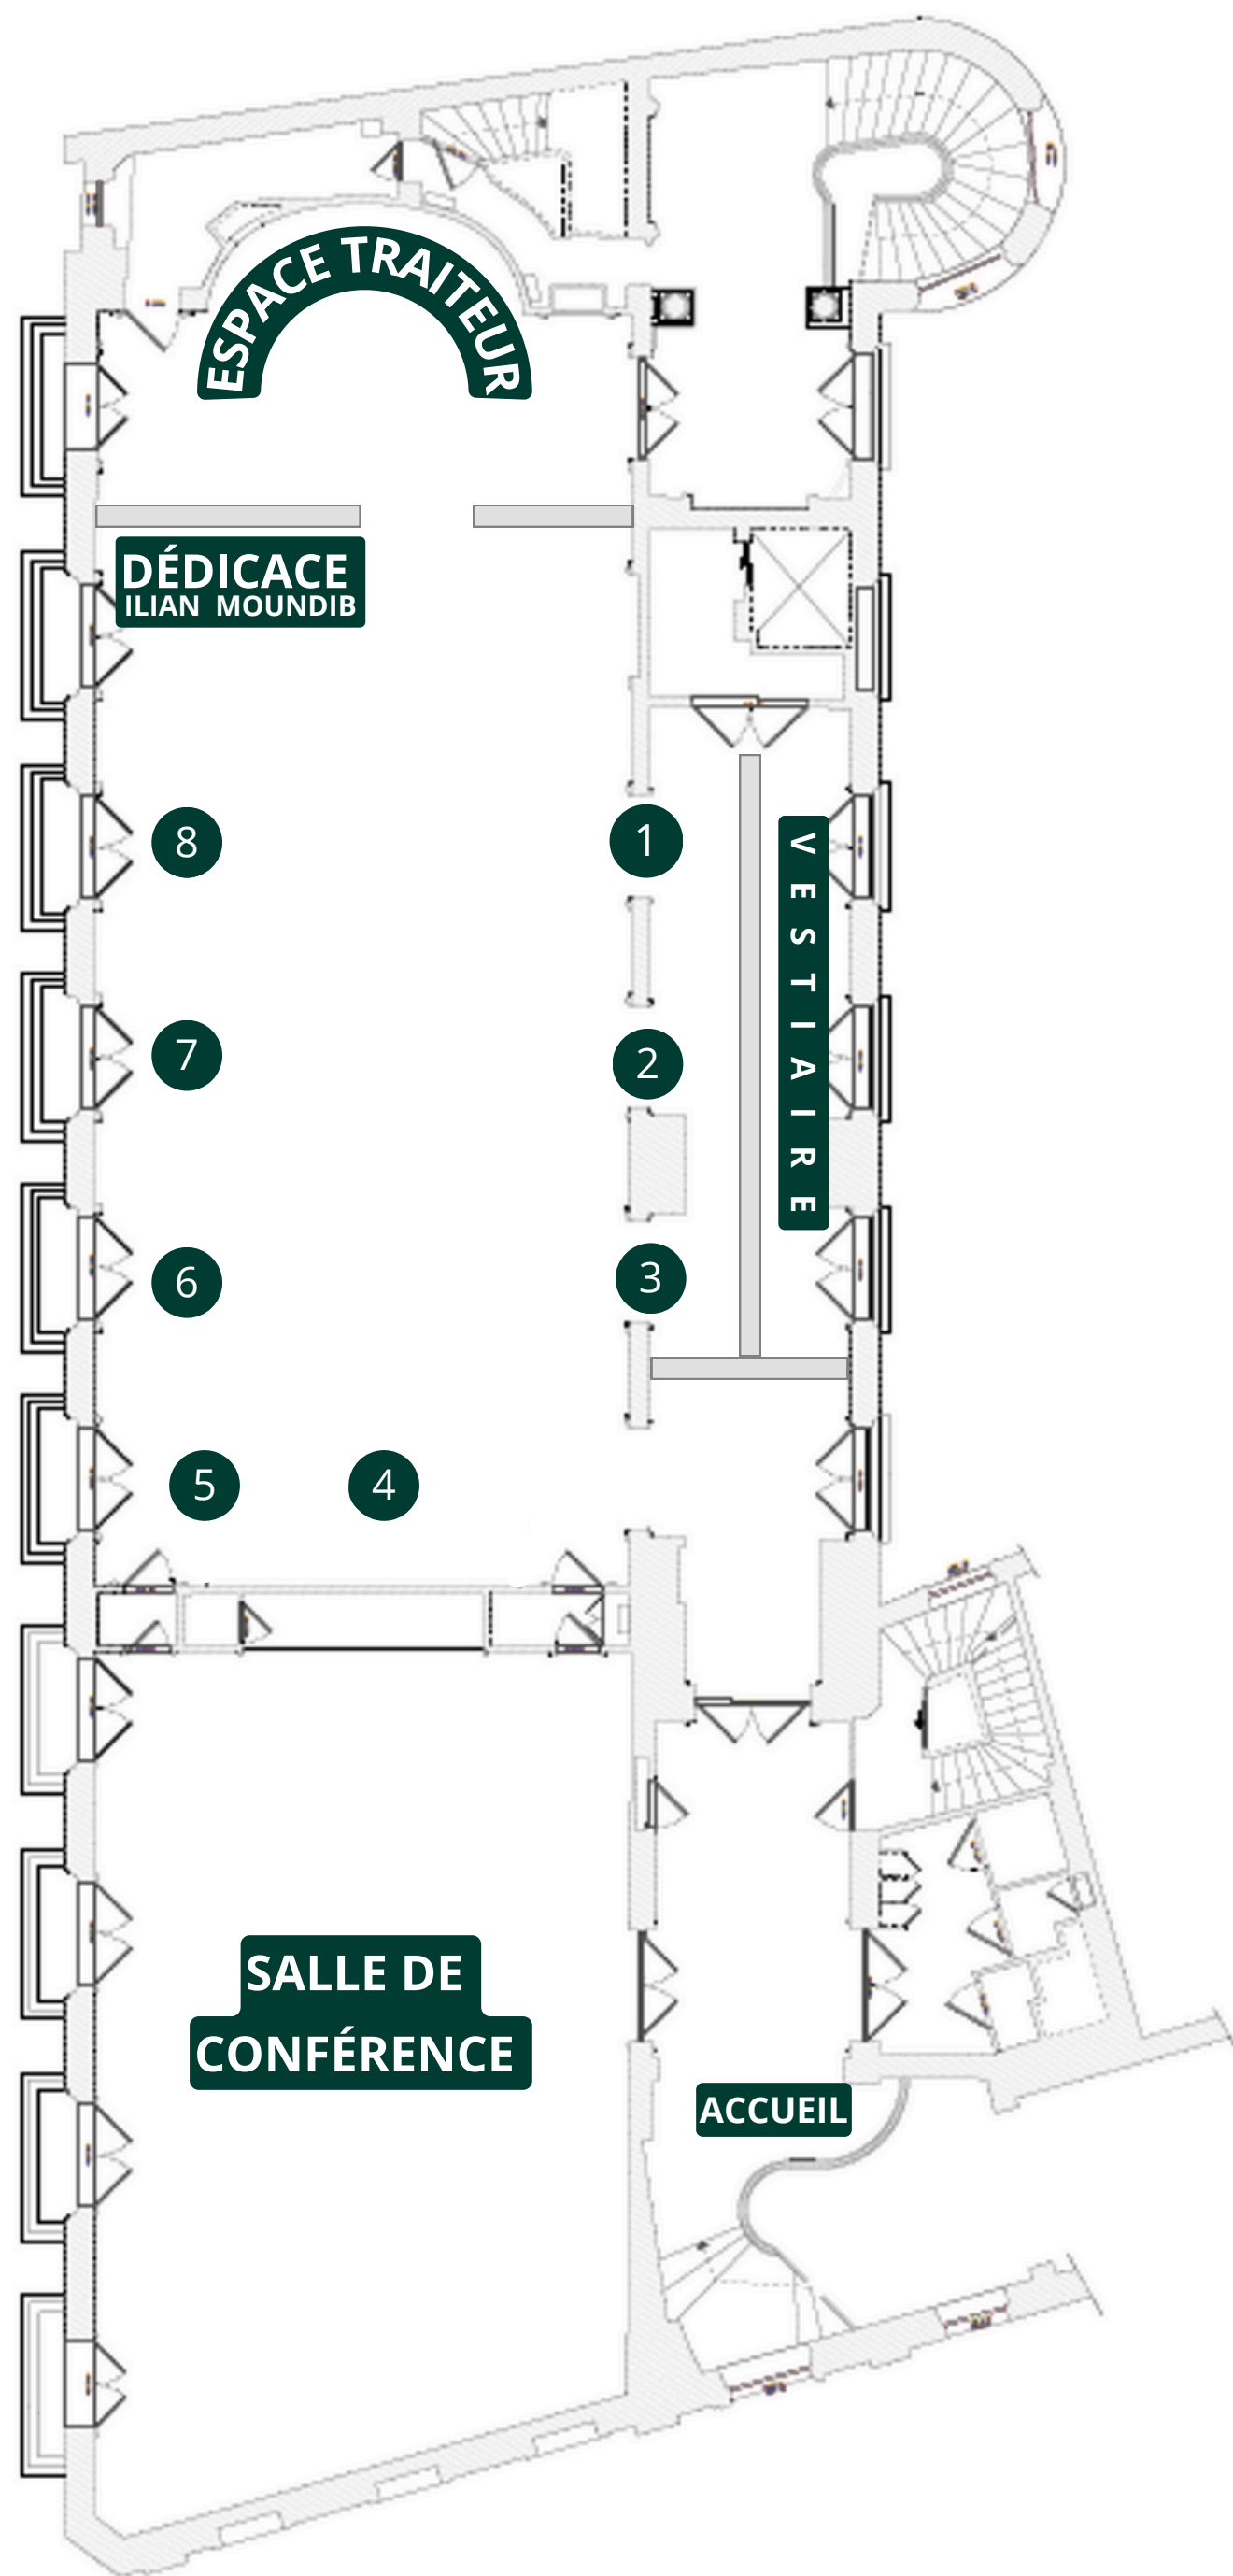 ESPACE TRAITEUR
DÉDICACE
ILIAN MOUNDIB
8
1
VESTIAIRE
7
2
6
3
5
4
SALLE DE
CONFÉRENCE
ACCUEIL